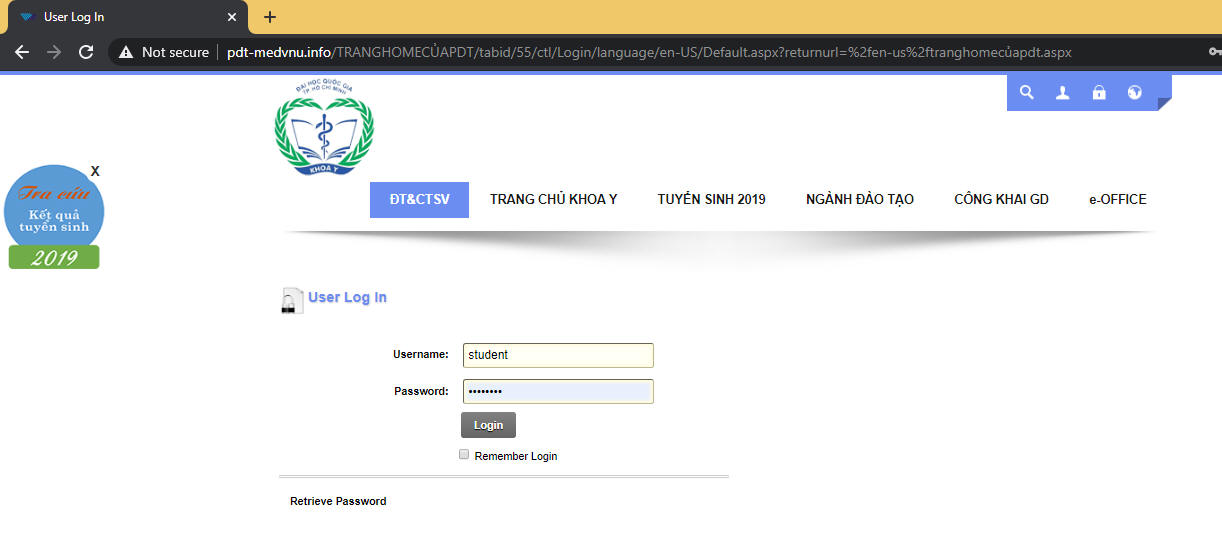 User Log In
Not secure pdt-medvnu.info/TRANGHOMECỦAPDT/tabid/55/ctl/Login/language/en-US/Default.aspx?returnurl=%2fen-us%2ftranghomecủapdt.aspx
ĐẠI HỌC QUỐC GIA
TP. HỒ CHÍ MINH
KHOA Y
X
Tra cứu
Kết quả
tuyển sinh
2019
ĐT&CTSV TRANG CHỦ KHOA Y TUYỂN SINH 2019 NGÀNH ĐÀO TẠO CÔNG KHAI GD e-OFFICE
User Log In
Username: student
Password: ••••••••
Login
Remember Login
Retrieve Password